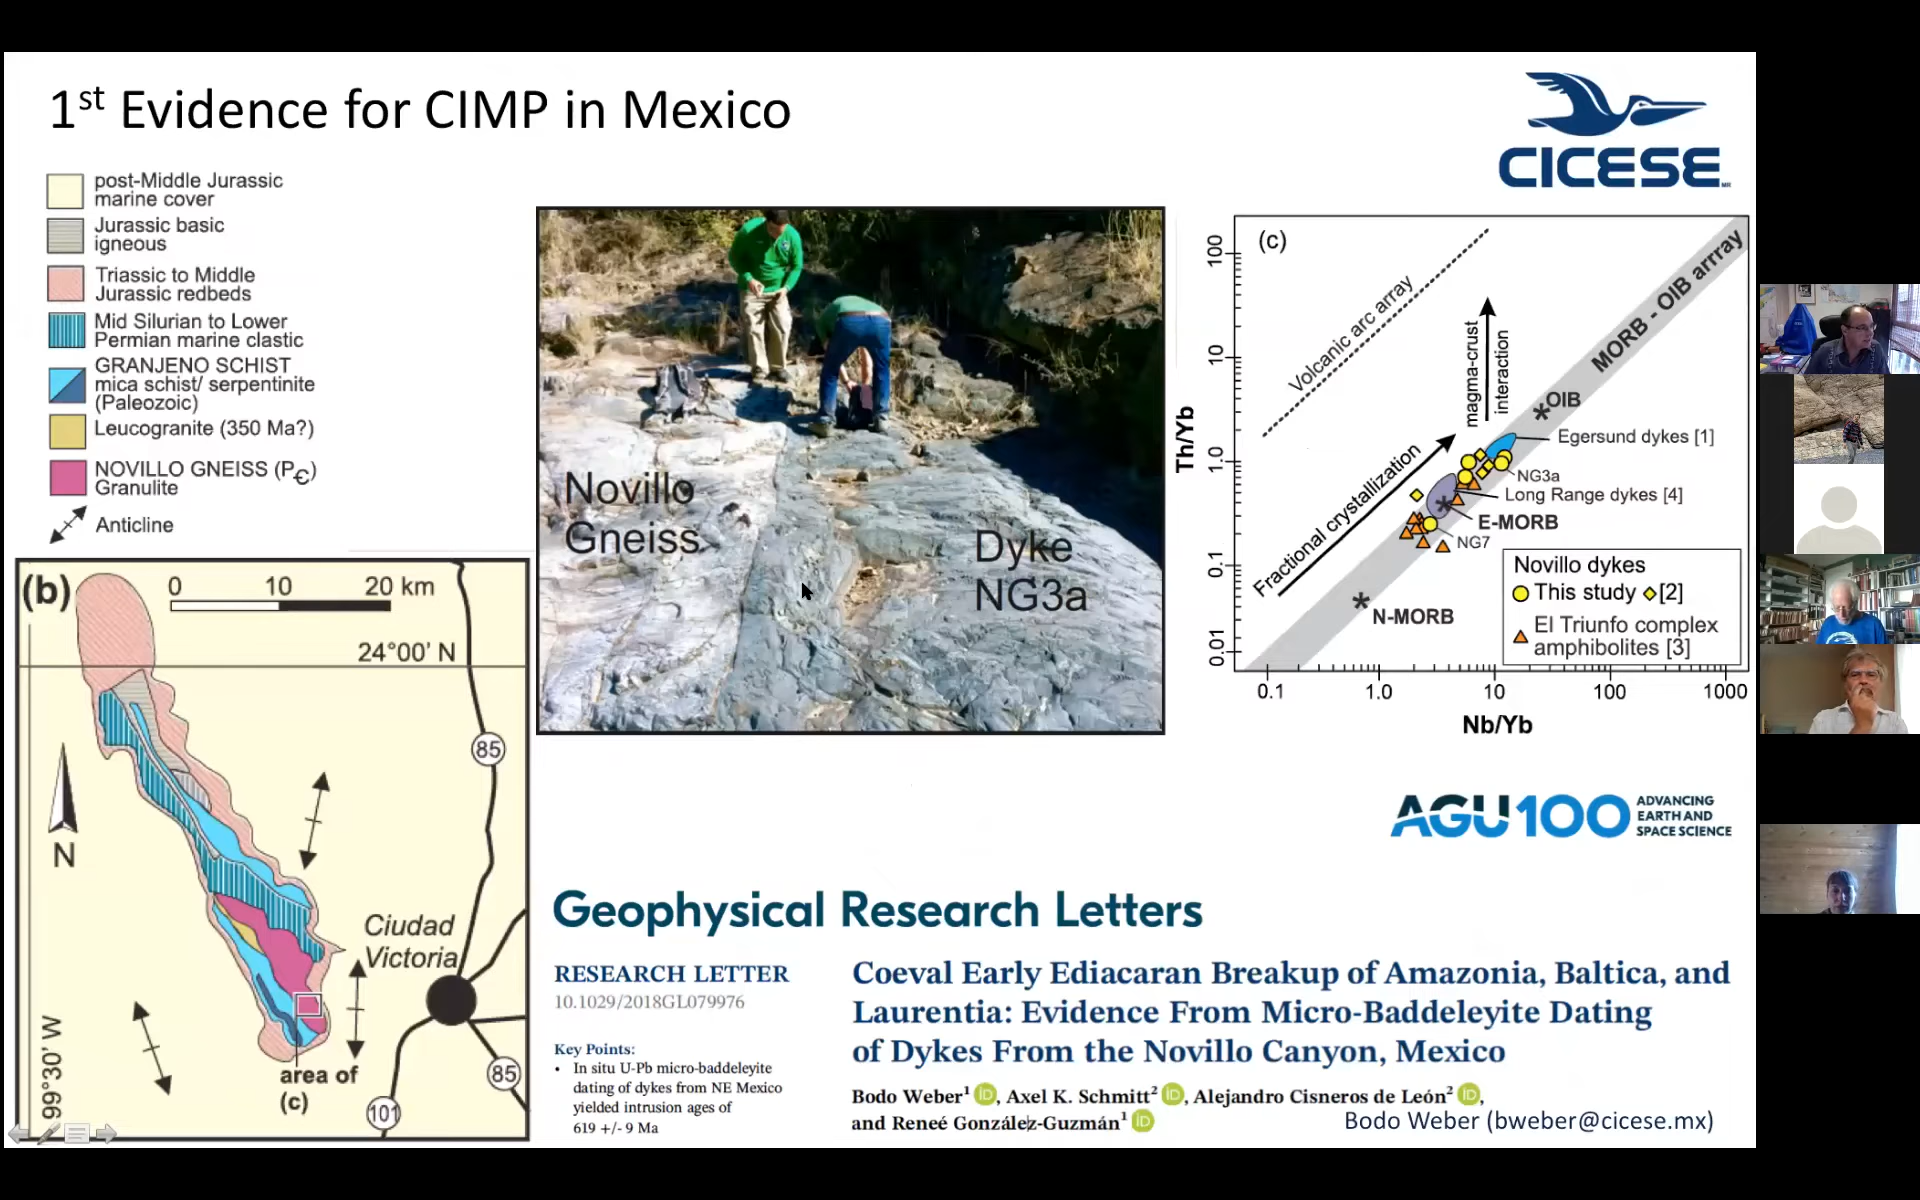 1st Evidence for CIMP in Mexico
CICESE
post-Middle Jurassic
marine cover
Jurassic basic
igneous
Triassic to Middle
Jurassic redbeds
Mid Silurian to Lower
Permian marine clastic
GRANJENO SCHIST
mica schist/ serpentinite
(Paleozoic)
Leucogranite (350 Ma?)
NOVILLO GNEISS (PЄ)
Granulite
Anticline
(b)
0 10 20 km
24°00' N
85
N
Ciudad
Victoria
99°30' W
area of
(c)
85
101
Novillo
Gneiss
Dyke
NG3a
(c)
Th/Yb
100
10
1.0
0.1
0.01
Volcanic arc array
magma-crust
interaction
MORB - OIB arrray
*OIB
Egersund dykes [1]
NG3a
Long Range dykes [4]
E-MORB
NG7
Fractional crystallization
N-MORB
Novillo dykes
This study [2]
El Triunfo complex
amphibolites [3]
0.1 1.0 10 100 1000
Nb/Yb
AGU100 ADVANCING
EARTH AND
SPACE SCIENCE
Geophysical Research Letters
RESEARCH LETTER
10.1029/2018GL079976
Key Points:
• In situ U-Pb micro-baddeleyite
dating of dykes from NE Mexico
yielded intrusion ages of
619 +/- 9 Ma
Coeval Early Ediacaran Breakup of Amazonia, Baltica, and
Laurentia: Evidence From Micro-Baddeleyite Dating
of Dykes From the Novillo Canyon, Mexico
Bodo Weber1 iD, Axel K. Schmitt2 iD, Alejandro Cisneros de León2 iD,
and Reneé González-Guzmán1 iD
Bodo Weber (bweber@cicese.mx)